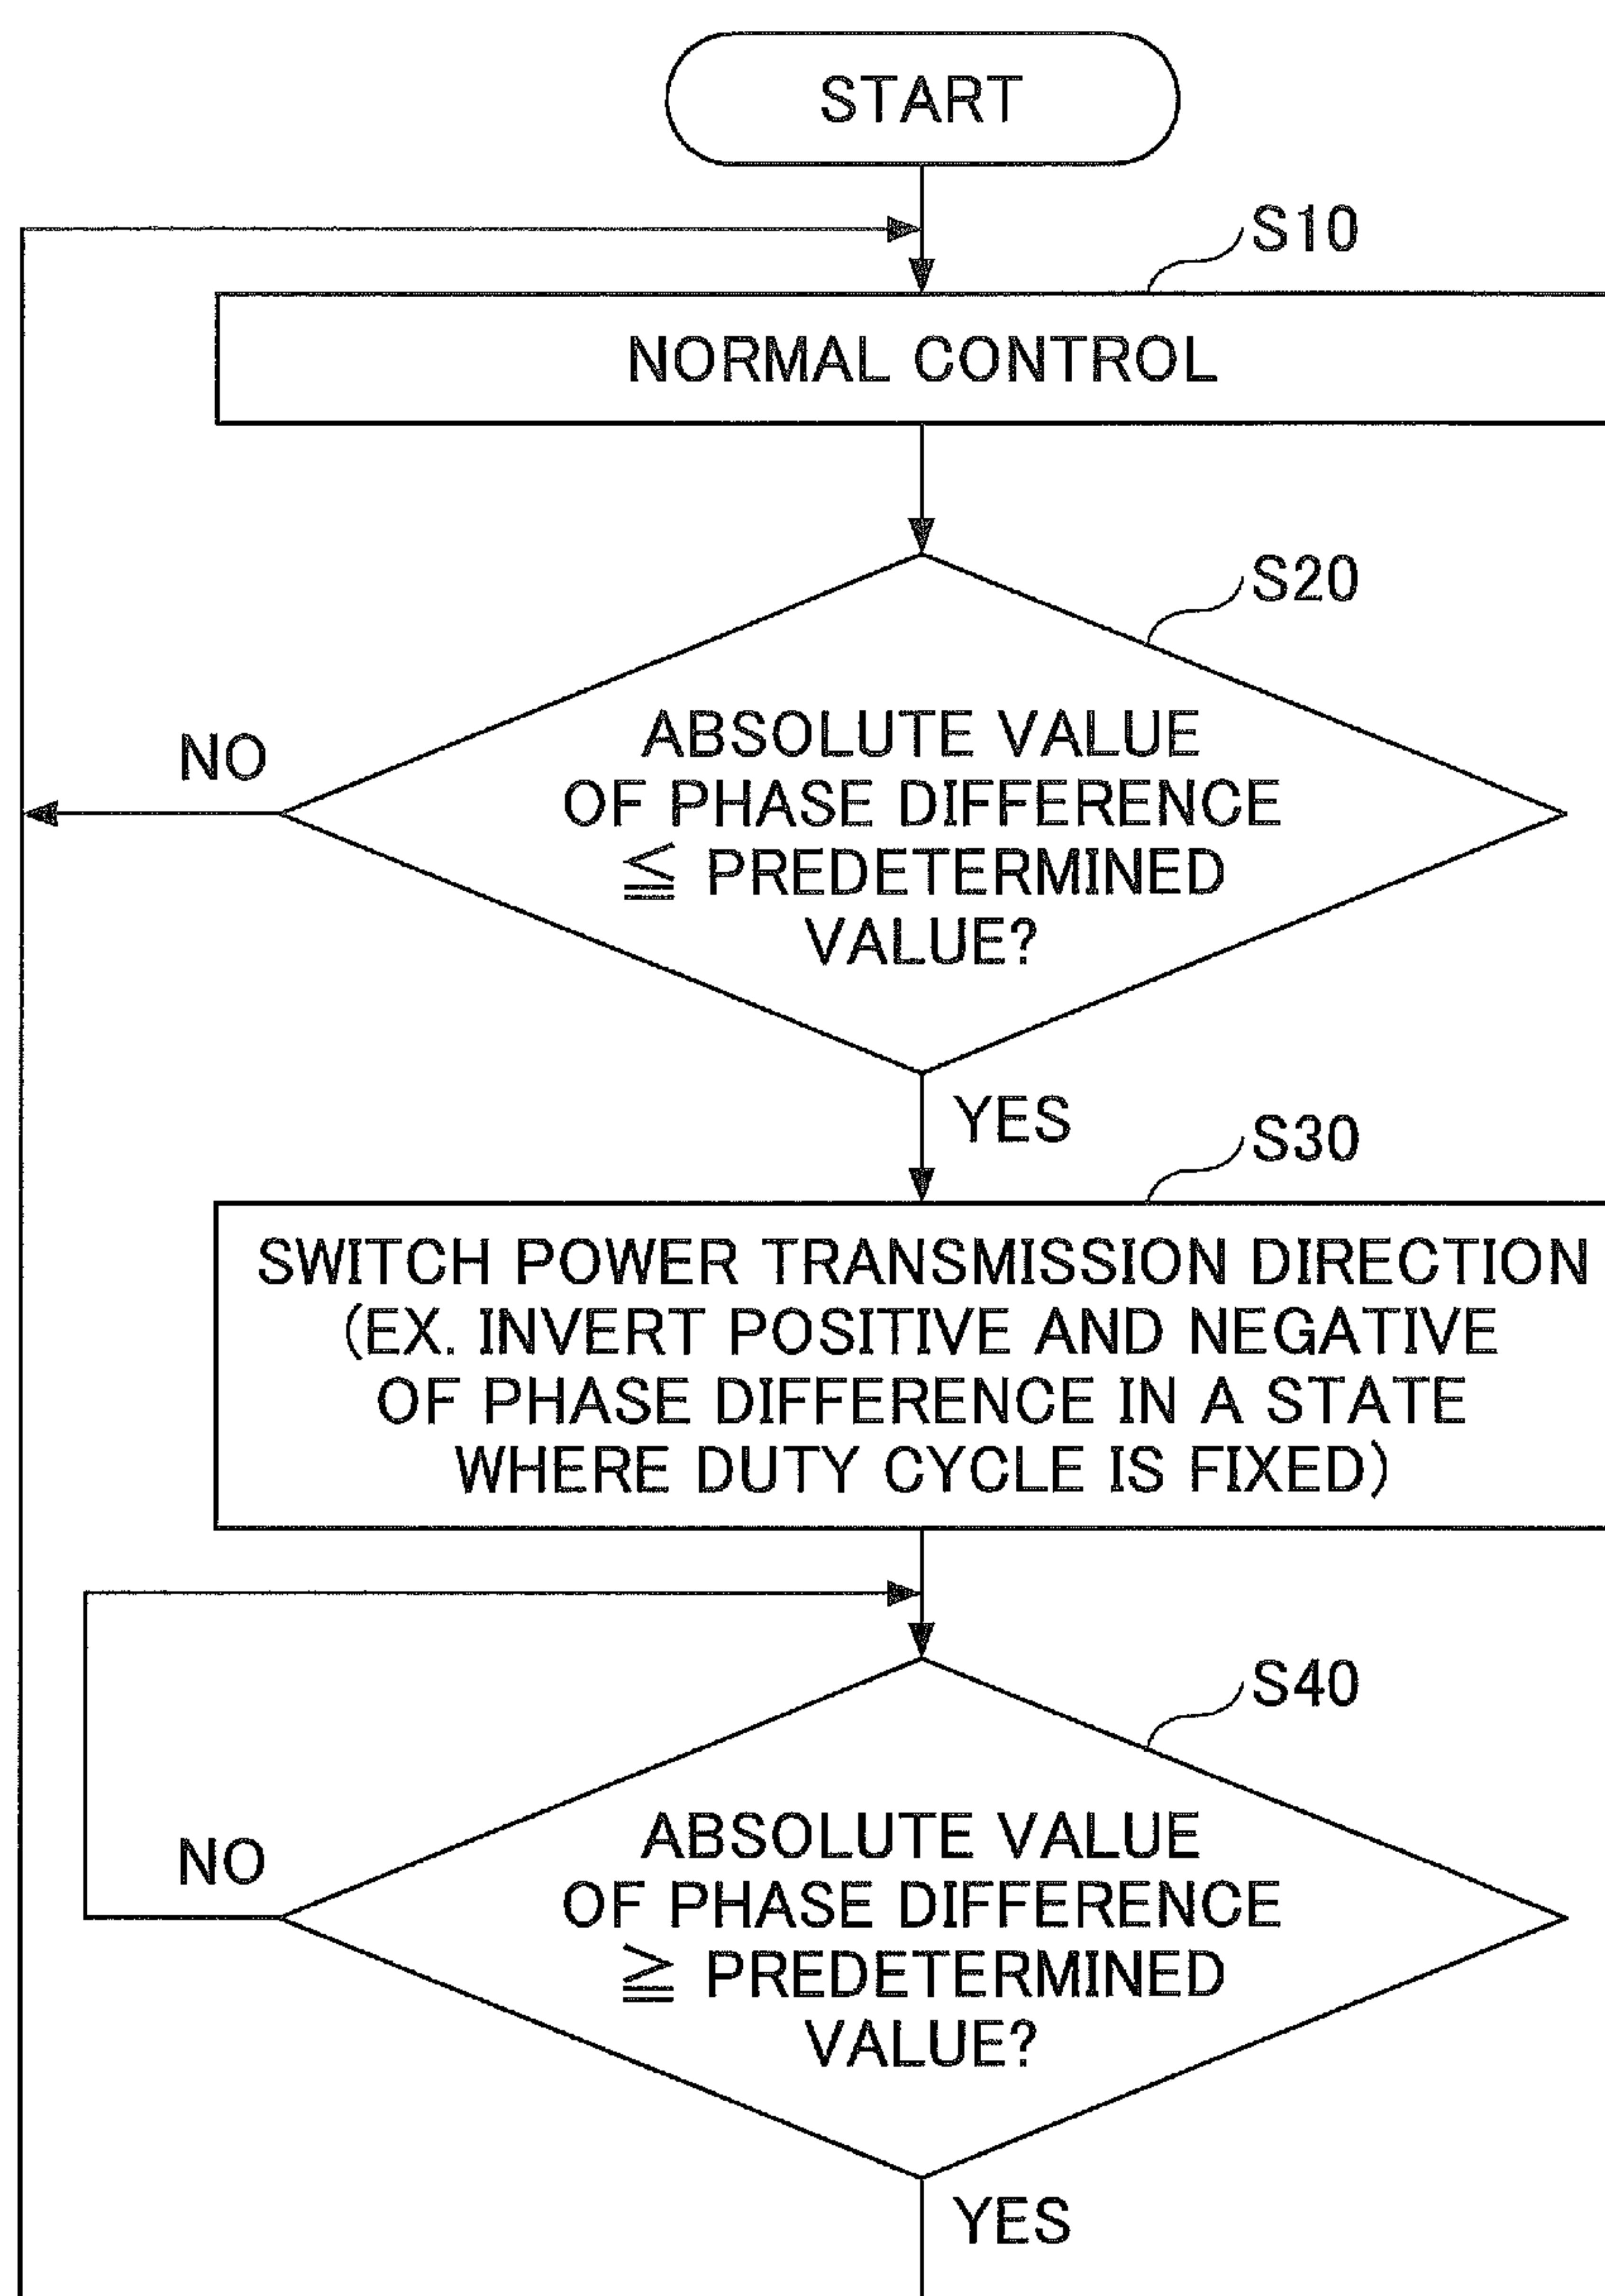 START
S10
NORMAL CONTROL
S20
ABSOLUTE VALUE
OF PHASE DIFFERENCE
≦ PREDETERMINED
VALUE?
NO
YES
S30
SWITCH POWER TRANSMISSION DIRECTION
(EX. INVERT POSITIVE AND NEGATIVE
OF PHASE DIFFERENCE IN A STATE
WHERE DUTY CYCLE IS FIXED)
S40
ABSOLUTE VALUE
OF PHASE DIFFERENCE
≧ PREDETERMINED
VALUE?
NO
YES